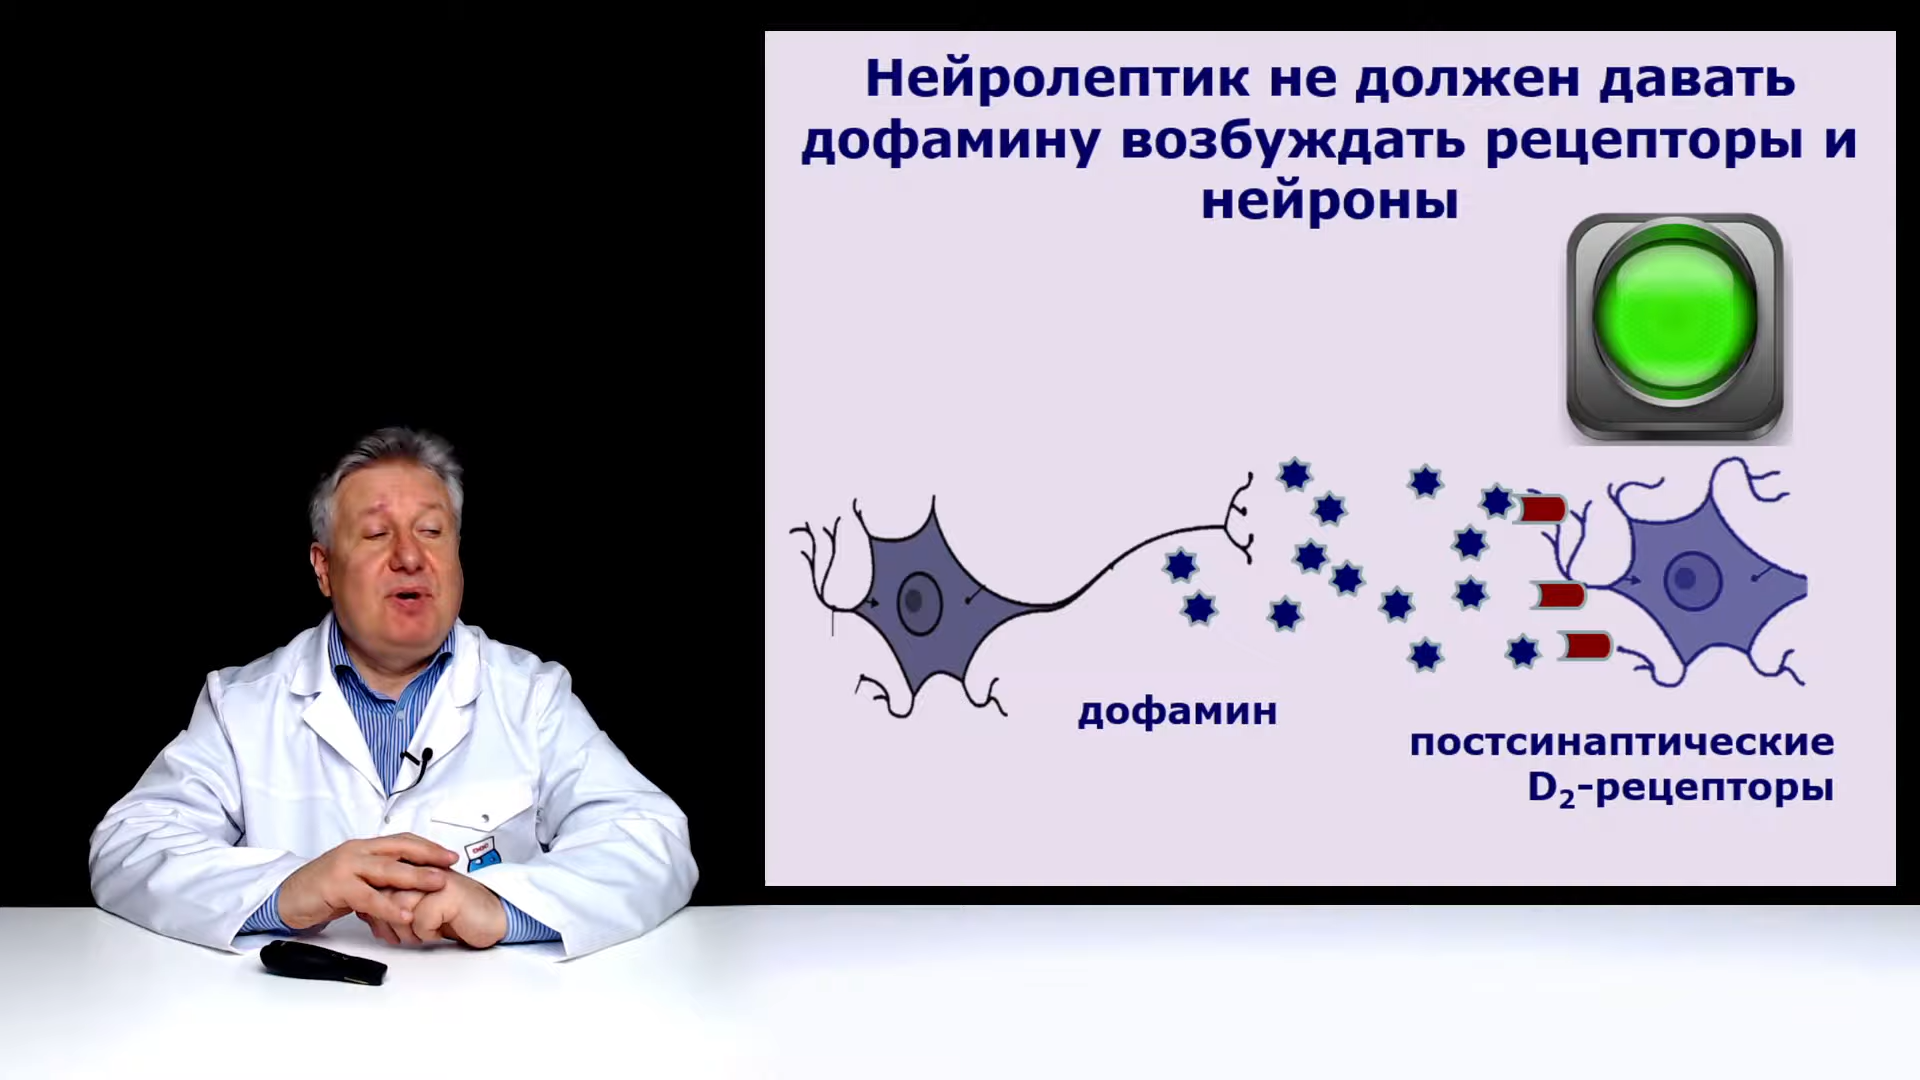 Нейролептик не должен давать
дофамину возбуждать рецепторы и
нейроны
дофамин
постсинаптические
D₂-рецепторы